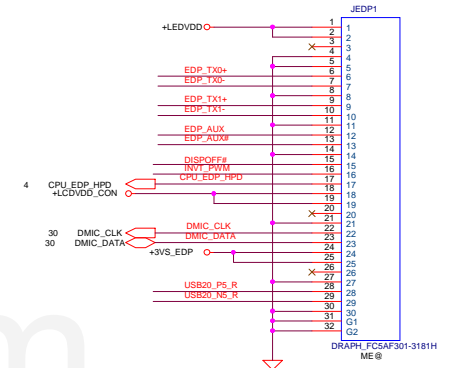 JEDP1
+LEDVDD
1 1
2 2
3 3
4 4
5 5
EDP_TX0+ 6 6
EDP_TX0- 7 7
8 8
EDP_TX1+ 9 9
EDP_TX1- 10 10
11 11
EDP_AUX 12 12
EDP_AUX# 13 13
14 14
DISPOFF# 15 15
INVT_PWM 16 16
4 CPU_EDP_HPD CPU_EDP_HPD 17 17
+LCDVDD_CON 18 18
19 19
20 20
21 21
30 DMIC_CLK DMIC_CLK 22 22
30 DMIC_DATA DMIC_DATA 23 23
+3VS_EDP 24 24
25 25
26 26
27 27
USB20_P5_R 28 28
USB20_N5_R 29 29
30 30
31 G1
32 G2
DRAPH_FC5AF301-3181H
ME@
m